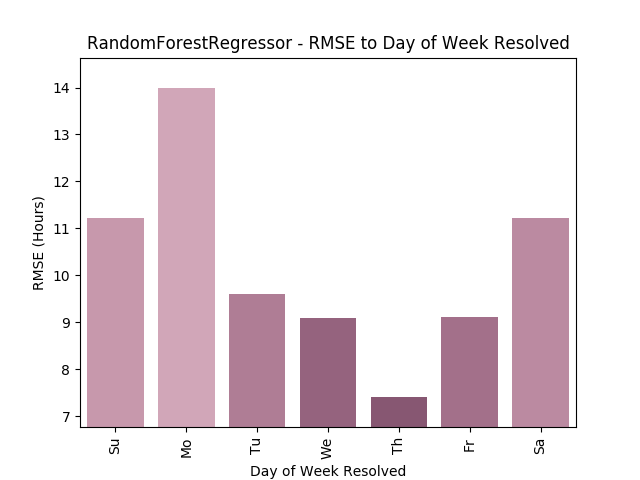 RandomForestRegressor - RMSE to Day of Week Resolved
14
13
12
11
10
9
8
7
RMSE (Hours)
Su
Mo
Tu
We
Th
Fr
Sa
Day of Week Resolved